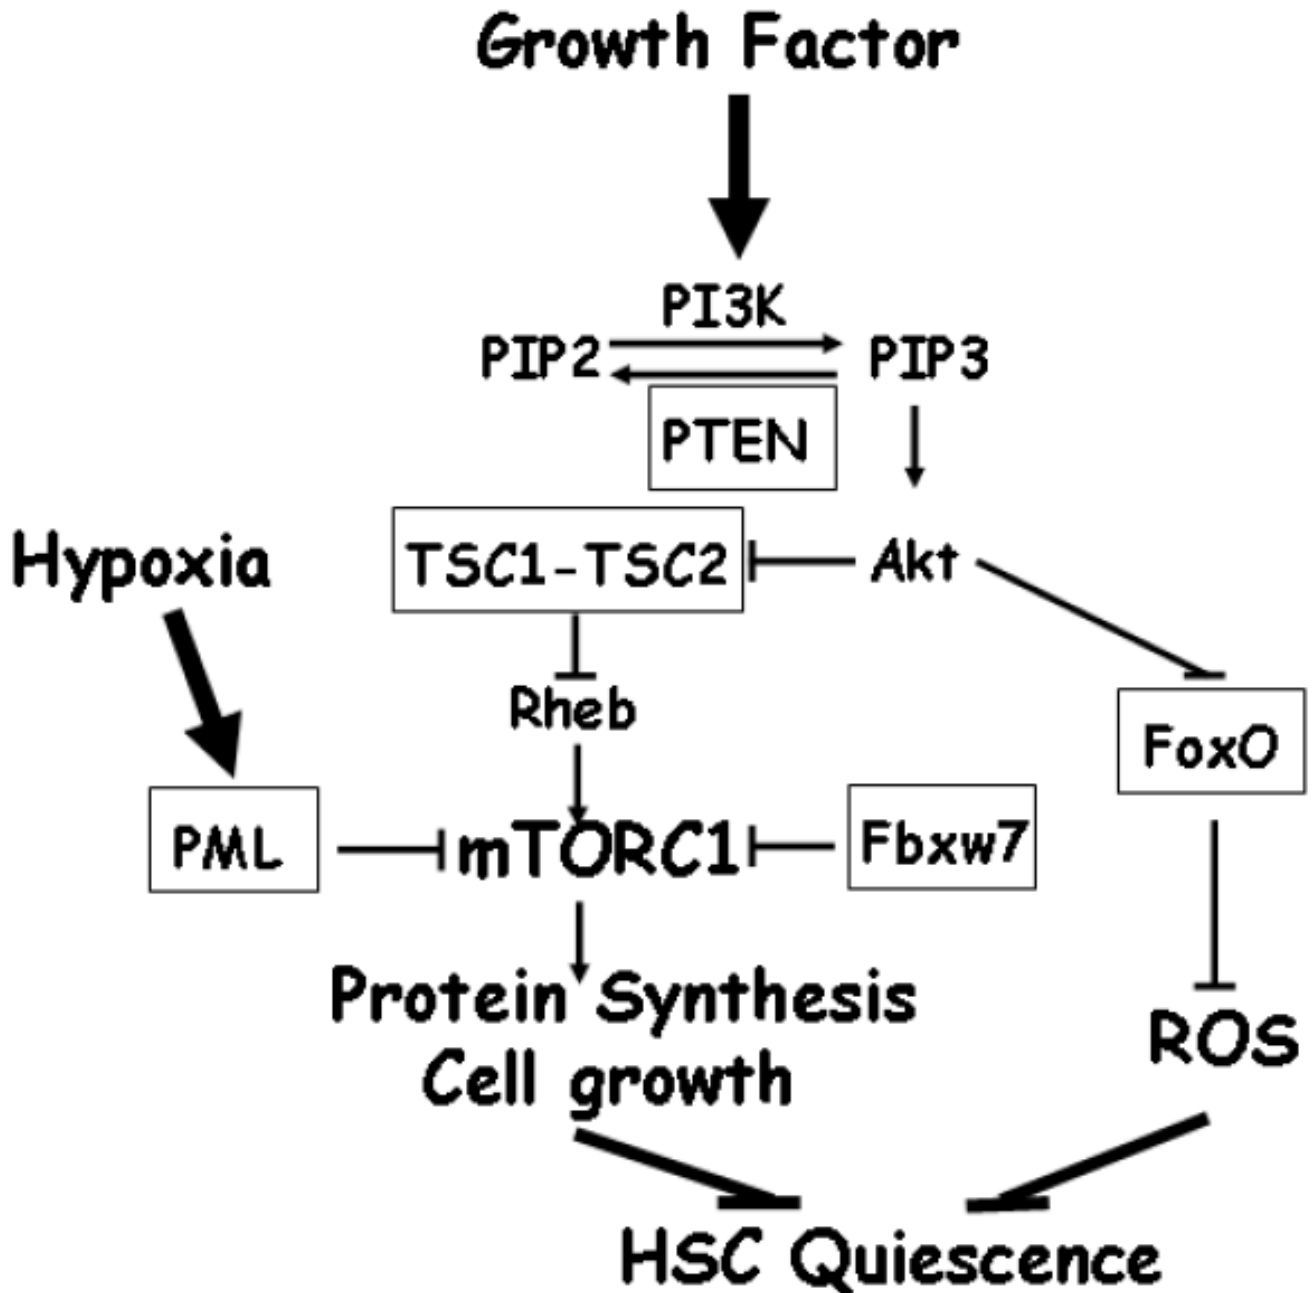 Growth Factor
PI3K
PIP2
PIP3
PTEN
Hypoxia
TSC1-TSC2
Akt
Rheb
FoxO
PML
mTORC1
Fbxw7
Protein Synthesis
Cell growth
ROS
HSC Quiescence